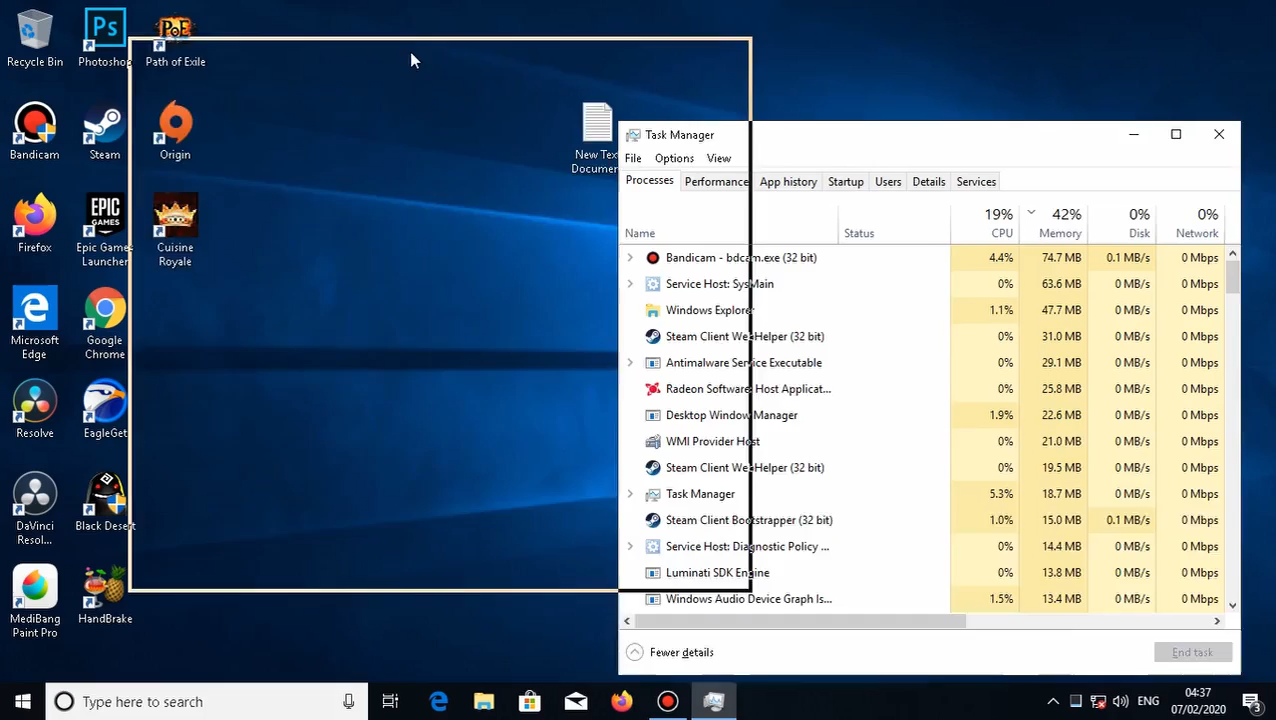 Recycle Bin
Photoshop
Path of Exile
Bandicam
Steam
Origin
Firefox
Epic Games
Launcher
Cuisine
Royale
Microsoft
Edge
Google
Chrome
Resolve
EagleGet
DaVinci
Resol...
Black Desert
MediBang
Paint Pro
HandBrake
New Text
Document
Task Manager
File Options View
Processes Performance App history Startup Users Details Services
19% 42% 0% 0%
Name Status CPU Memory Disk Network
Bandicam - bdcam.exe (32 bit) 4.4% 74.7 MB 0.1 MB/s 0 Mbps
Service Host: SysMain 0% 63.6 MB 0 MB/s 0 Mbps
Windows Explorer 1.1% 47.7 MB 0 MB/s 0 Mbps
Steam Client WebHelper (32 bit) 0% 31.0 MB 0 MB/s 0 Mbps
Antimalware Service Executable 0% 29.1 MB 0 MB/s 0 Mbps
Radeon Software: Host Applicat... 0% 25.8 MB 0 MB/s 0 Mbps
Desktop Window Manager 1.9% 22.6 MB 0 MB/s 0 Mbps
WMI Provider Host 0% 21.0 MB 0 MB/s 0 Mbps
Steam Client WebHelper (32 bit) 0% 19.5 MB 0 MB/s 0 Mbps
Task Manager 5.3% 18.7 MB 0 MB/s 0 Mbps
Steam Client Bootstrapper (32 bit) 1.0% 15.0 MB 0.1 MB/s 0 Mbps
Service Host: Diagnostic Policy ... 0% 14.4 MB 0 MB/s 0 Mbps
Luminati SDK Engine 0% 13.8 MB 0 MB/s 0 Mbps
Windows Audio Device Graph Is... 1.5% 13.4 MB 0 MB/s 0 Mbps
Fewer details End task
Type here to search
ENG
04:37
07/02/2020
3